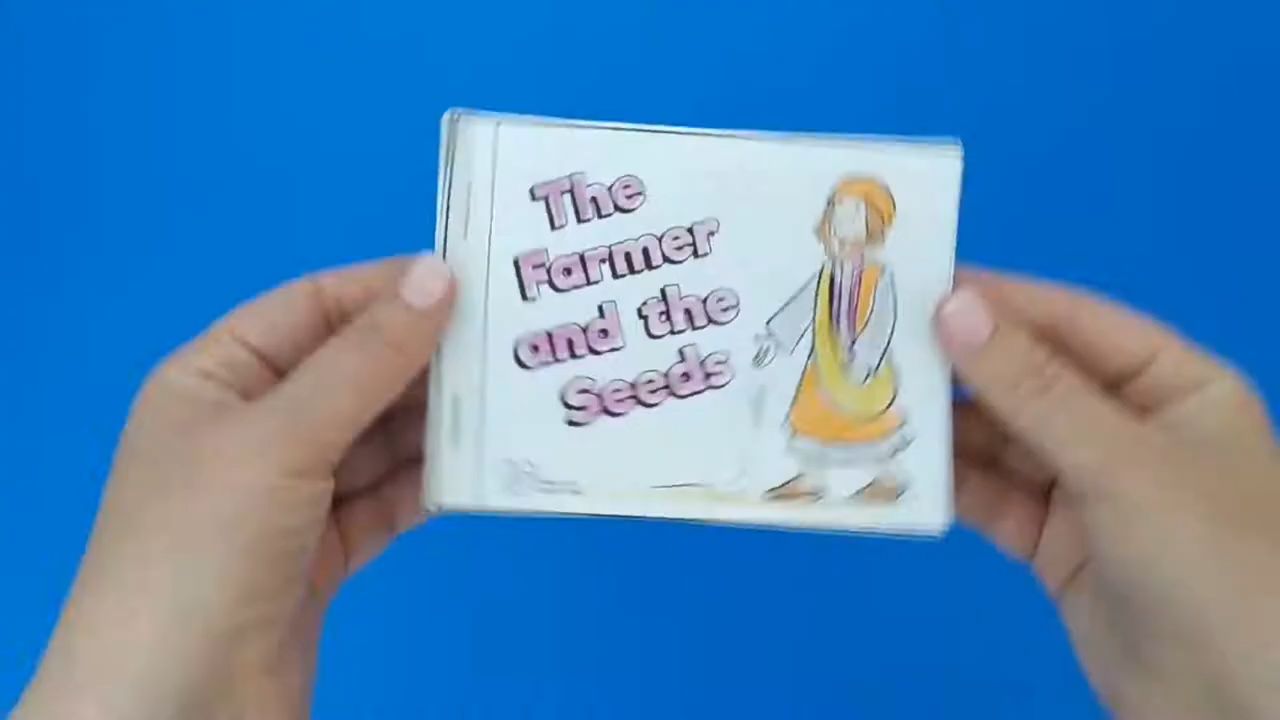 The
Farmer
and the
Seeds